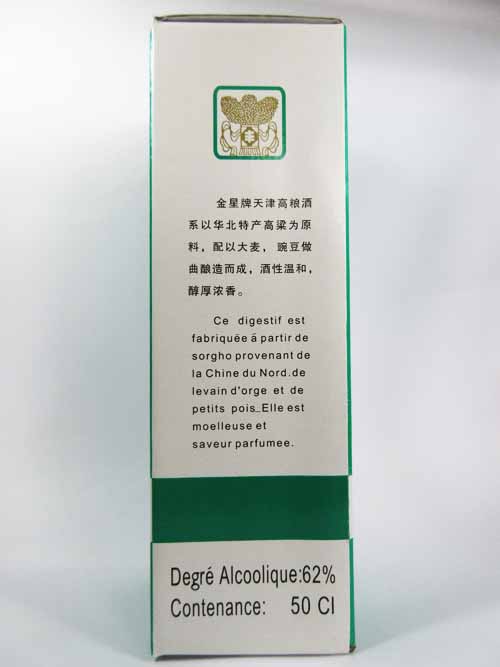 金星牌天津高粮酒
系以华北特产高粱为原
料，配以大麦，豌豆做
曲酿造而成，酒性温和，
醇厚浓香。
Ce digestif est
fabriquée á partir de
sorgho provenant de
la Chine du Nord.de
levain d'orge et de
petits pois_Elle est
moelleuse et
saveur parfumee.
Degré Alcoolique:62%
Contenance: 50 Cl